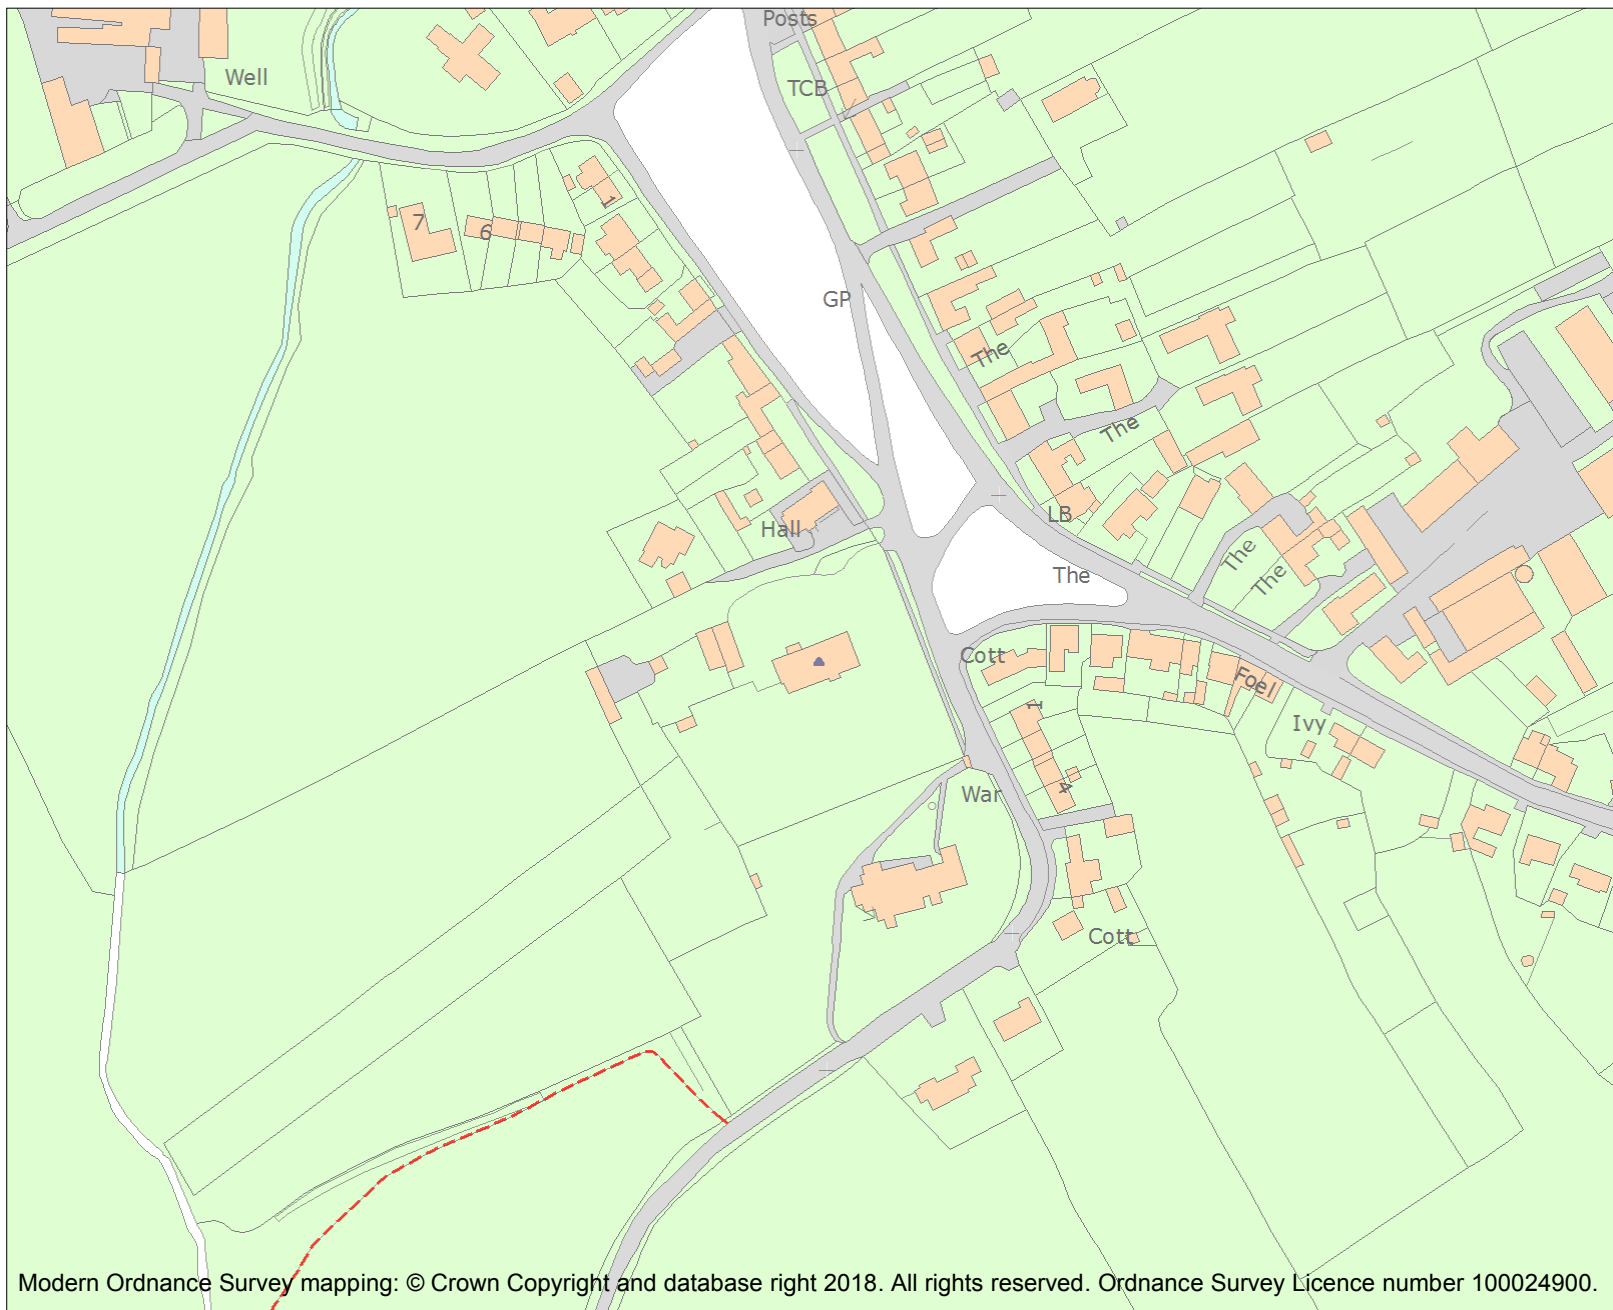 Posts
Well
TCB
1
7
6
GP
The
The
LB
Hall
The
The
The
Cott
Foel
1
Ivy
4
War
Cott
Modern Ordnance Survey mapping: © Crown Copyright and database right 2018. All rights reserved. Ordnance Survey Licence number 100024900.